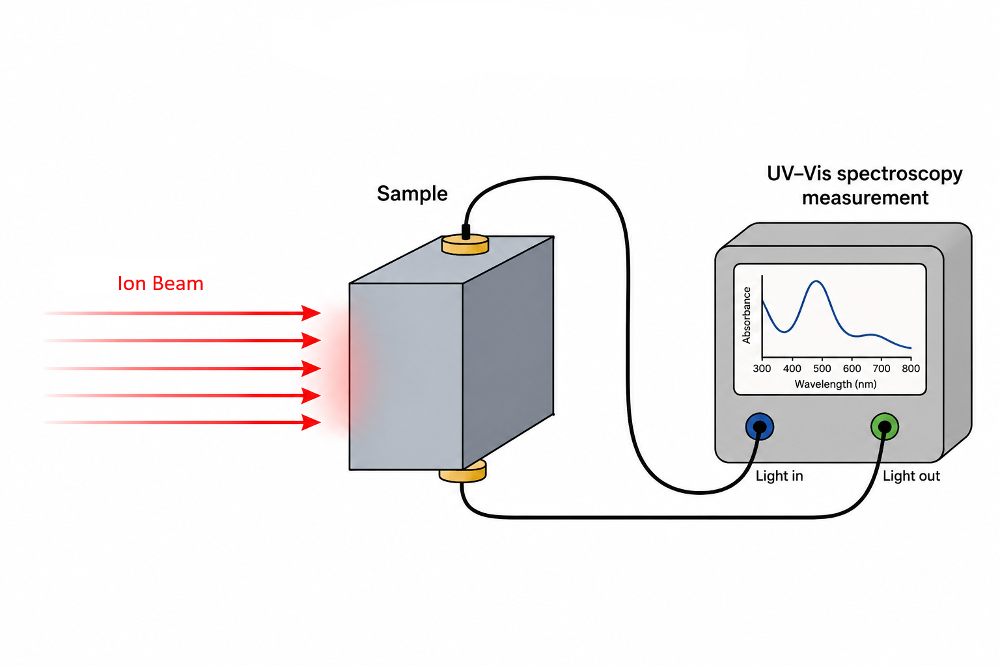 UV–Vis spectroscopy
measurement
Sample
Ion Beam
Absorbance
300 400 500 600 700 800
Wavelength (nm)
Light in
Light out